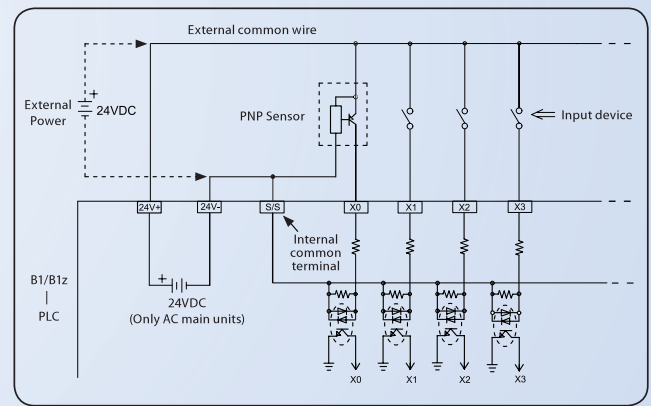 External common wire
External
Power
+
24VDC
PNP Sensor
Input device
24V+
24V-
S/S
X0
X1
X2
X3
Internal
common
terminal
B1/B1z
PLC
+
24VDC
(Only AC main units)
X0
X1
X2
X3